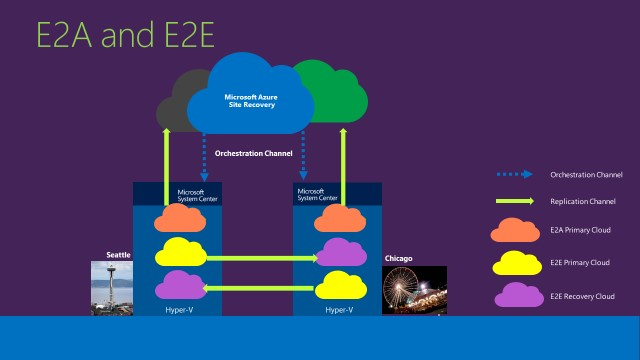 E2A and E2E
Microsoft Azure
Site Recovery
Orchestration Channel
Microsoft
System Center
Microsoft
System Center
Seattle
Chicago
Hyper-V
Hyper-V
Orchestration Channel
Replication Channel
E2A Primary Cloud
E2E Primary Cloud
E2E Recovery Cloud